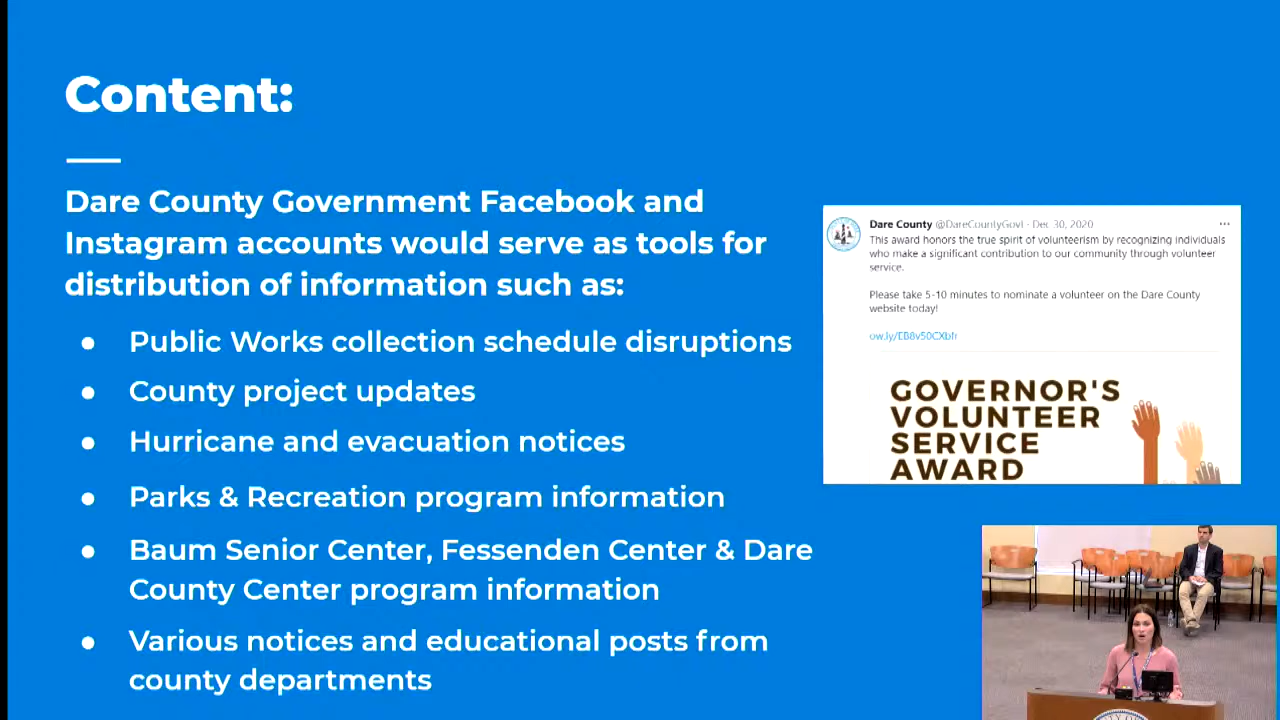 Content:
Dare County Government Facebook and
Instagram accounts would serve as tools for
distribution of information such as:
● Public Works collection schedule disruptions
● County project updates
● Hurricane and evacuation notices
● Parks & Recreation program information
● Baum Senior Center, Fessenden Center & Dare
County Center program information
● Various notices and educational posts from
county departments
Dare County @DareCountyGovt - Dec 30, 2020
This award honors the true spirit of volunteerism by recognizing individuals
who make a significant contribution to our community through volunteer
service.
Please take 5-10 minutes to nominate a volunteer on the Dare County
website today!
GOVERNOR'S
VOLUNTEER
SERVICE
AWARD